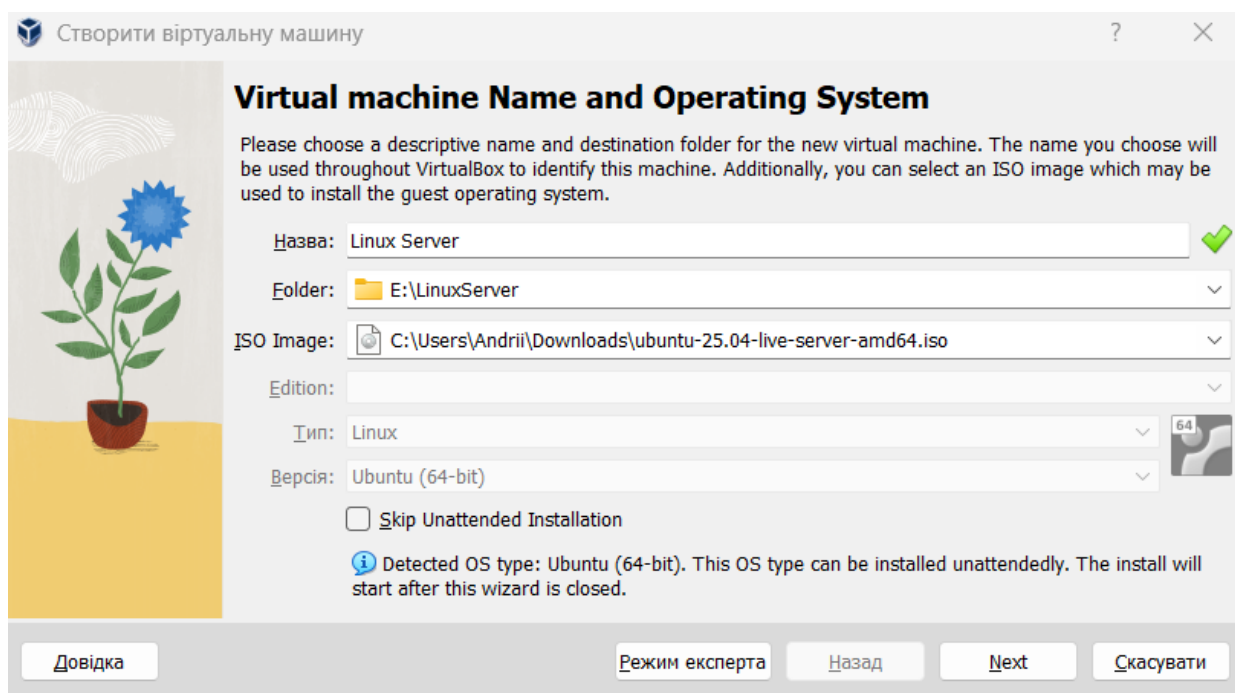 Створити віртуальну машину
Virtual machine Name and Operating System
Please choose a descriptive name and destination folder for the new virtual machine. The name you choose will
be used throughout VirtualBox to identify this machine. Additionally, you can select an ISO image which may be
used to install the guest operating system.
Назва: Linux Server
Folder: E:\LinuxServer
ISO Image: C:\Users\Andrii\Downloads\ubuntu-25.04-live-server-amd64.iso
Edition:
Тип: Linux
64
Версія: Ubuntu (64-bit)
Skip Unattended Installation
Detected OS type: Ubuntu (64-bit). This OS type can be installed unattendedly. The install will
start after this wizard is closed.
Довідка Режим експерта Назад Next Скасувати